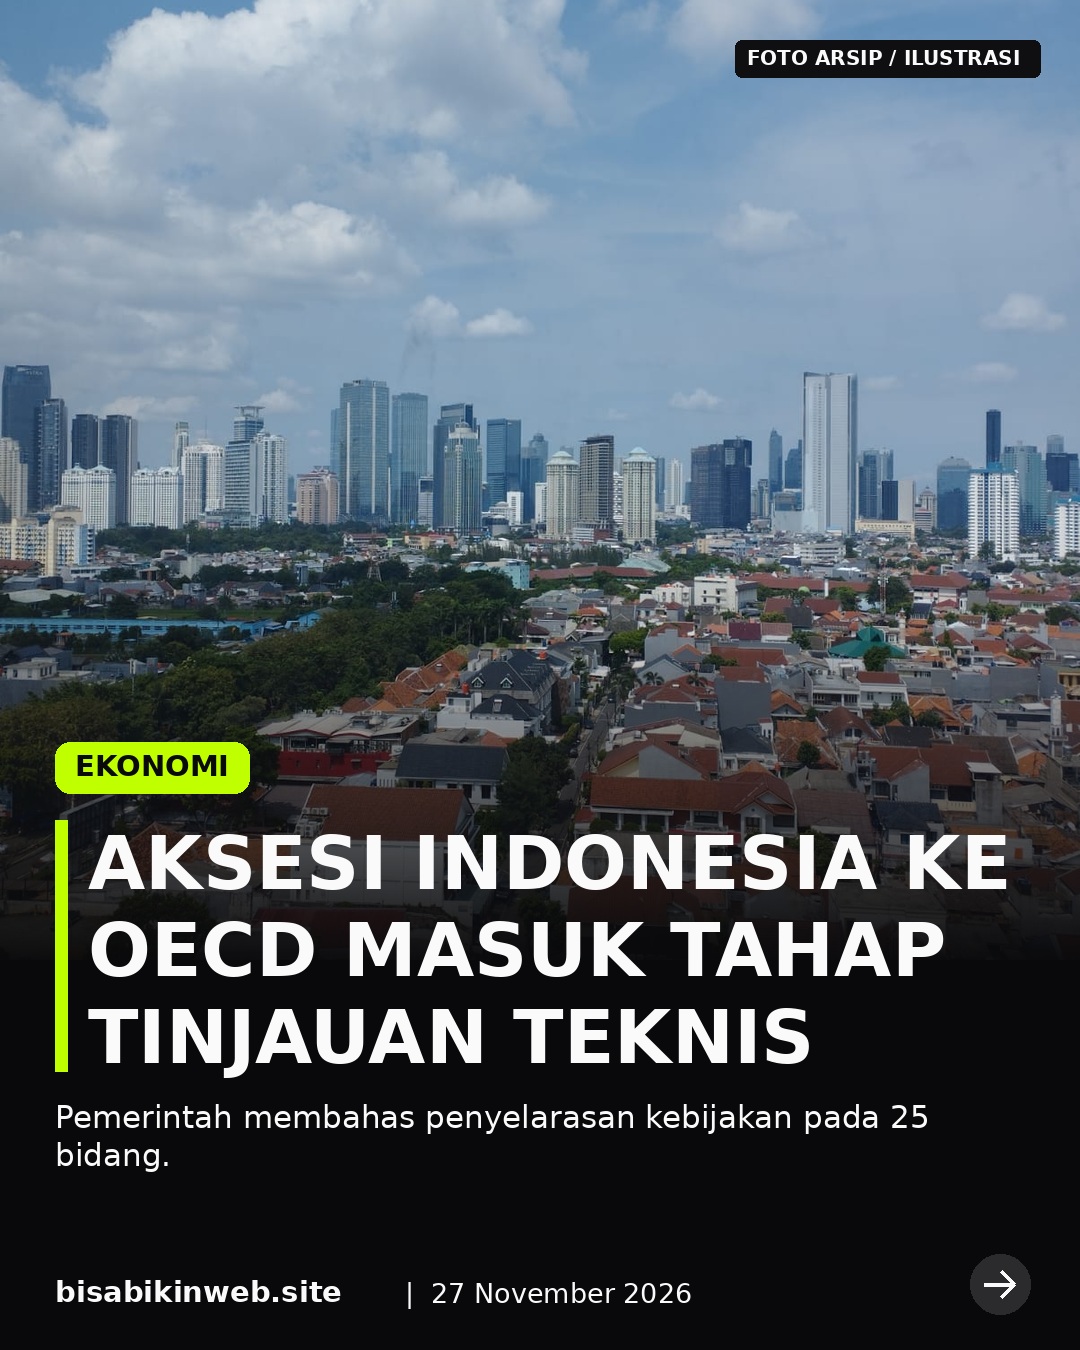 FOTO ARSIP / ILUSTRASI
EKONOMI
AKSESI INDONESIA KE
OECD MASUK TAHAP
TINJAUAN TEKNIS
Pemerintah membahas penyelarasan kebijakan pada 25
bidang.
bisabikinweb.site | 27 November 2026